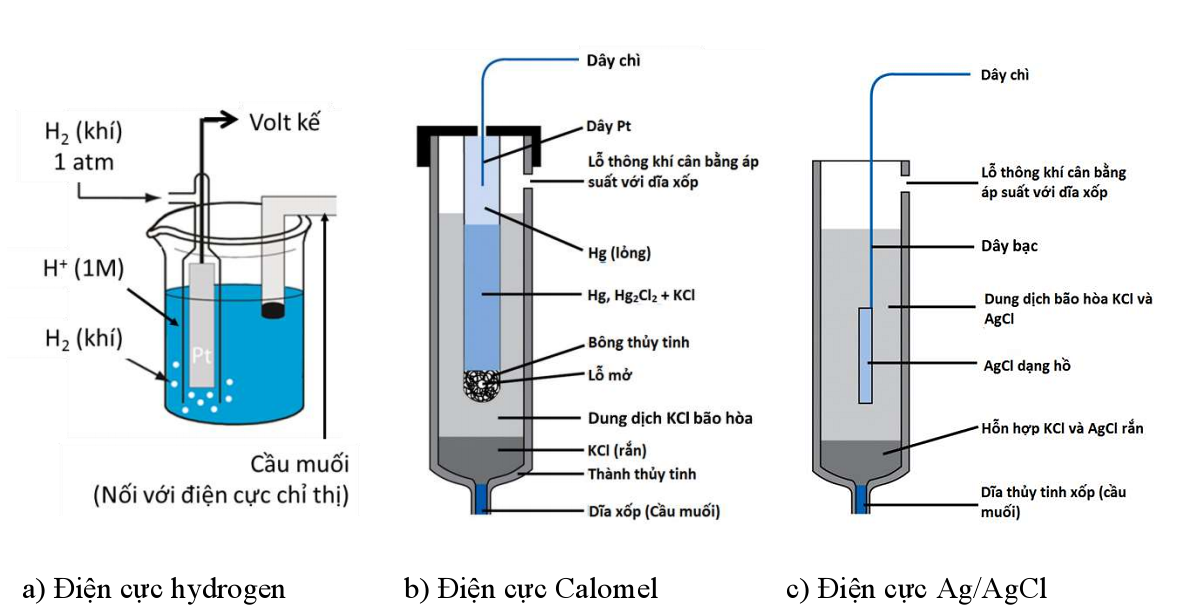 H₂ (khí)
1 atm
Volt kế
H⁺ (1M)
H₂ (khí)
Pt
Cầu muối
(Nối với điện cực chỉ thị)
a) Điện cực hydrogen
Dây chì
Dây Pt
Lỗ thông khí cân bằng áp
suất với dĩa xốp
Hg (lỏng)
Hg, Hg₂Cl₂ + KCl
Bông thủy tinh
Lỗ mở
Dung dịch KCl bão hòa
KCl (rắn)
Thành thủy tinh
Dĩa xốp (Cầu muối)
b) Điện cực Calomel
Dây chì
Lỗ thông khí cân bằng
áp suất với dĩa xốp
Dây bạc
Dung dịch bão hòa KCl và
AgCl
AgCl dạng hồ
Hỗn hợp KCl và AgCl rắn
Dĩa thủy tinh xốp (cầu
muối)
c) Điện cực Ag/AgCl